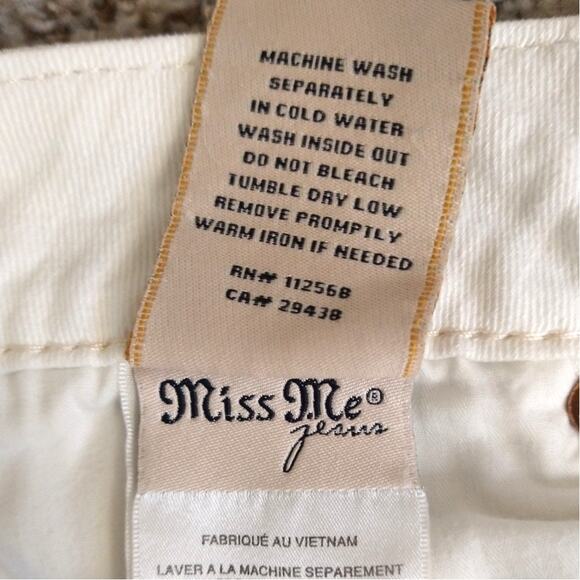 MACHINE WASH
SEPARATELY
IN COLD WATER
WASH INSIDE OUT
DO NOT BLEACH
TUMBLE DRY LOW
REMOVE PROMPTLY
WARM IRON IF NEEDED
RN# 112568
CA# 29438
Miss Me®
jeans
FABRIQUÉ AU VIETNAM
LAVER A LA MACHINE SEPAREMENT